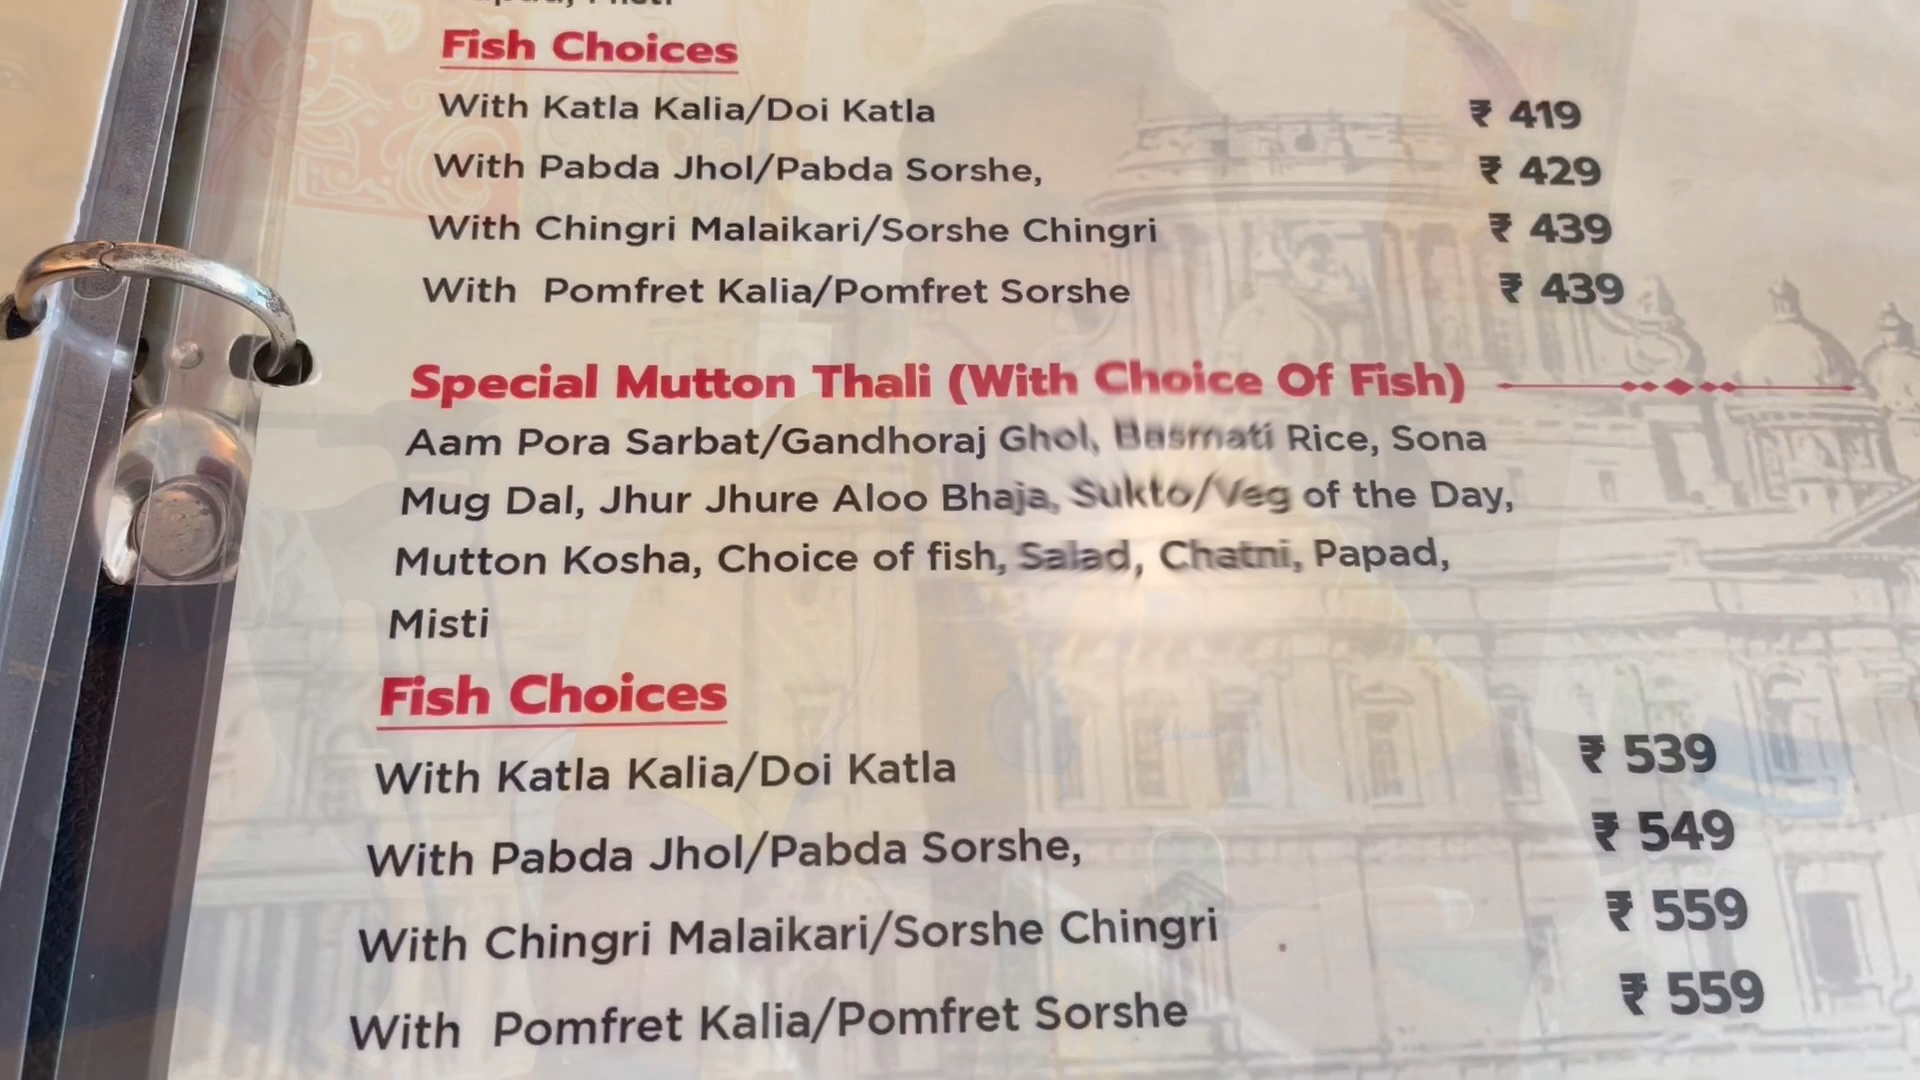 Fish Choices
With Katla Kalia/Doi Katla ₹ 419
With Pabda Jhol/Pabda Sorshe, ₹ 429
With Chingri Malaikari/Sorshe Chingri ₹ 439
With Pomfret Kalia/Pomfret Sorshe ₹ 439
Special Mutton Thali (With Choice Of Fish)
Aam Pora Sarbat/Gandhoraj Ghol, Basmati Rice, Sona
Mug Dal, Jhur Jhure Aloo Bhaja, Sukto/Veg of the Day,
Mutton Kosha, Choice of fish, Salad, Chatni, Papad,
Misti
Fish Choices
With Katla Kalia/Doi Katla ₹ 539
With Pabda Jhol/Pabda Sorshe, ₹ 549
With Chingri Malaikari/Sorshe Chingri ₹ 559
With Pomfret Kalia/Pomfret Sorshe ₹ 559